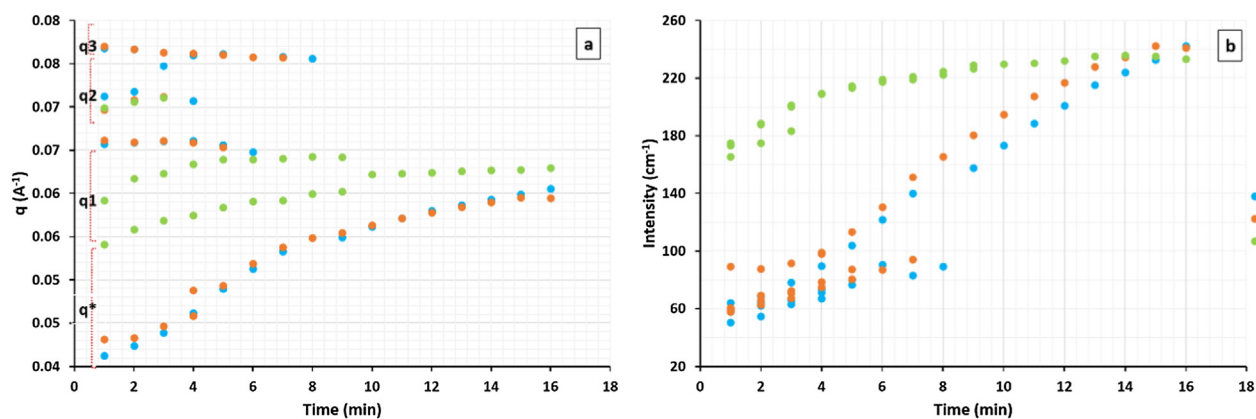 0.08
q3
a
0.08
q2
0.07
0.07
q1
0.06
0.06
0.05
q*
0.05
0.04
q (A-1)
0 2 4 6 8 10 12 14 16 18
Time (min)
260
b
220
180
140
100
60
20
Intensity (cm-1)
0 2 4 6 8 10 12 14 16 18
Time (min)